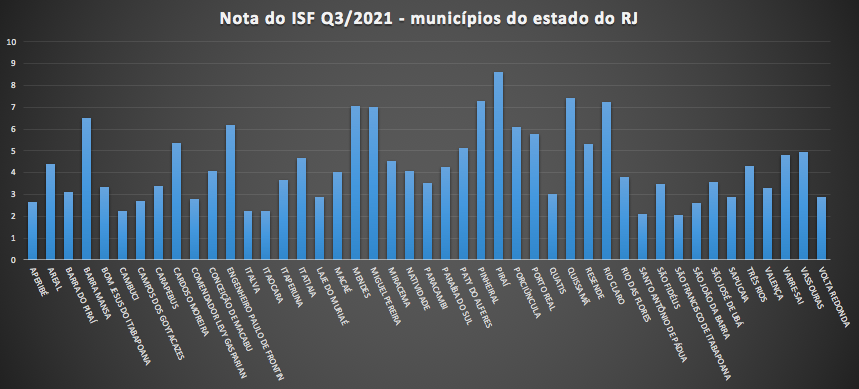 Nota do ISF Q3/2021 - municípios do estado do RJ
10
9
8
7
6
5
4
3
2
1
0
APERIBÉ
AREAL
BARRA DO PIRAÍ
BARRA MANSA
BOM JESUS DO ITABAPOANA
CAMBUCI
CAMPOS DOS GOYTACAZES
CARAPEBUS
CARDOSO MOREIRA
COMENDADOR LEVY GASPARIAN
CONCEIÇÃO DE MACABU
ENGENHEIRO PAULO DE FRONTIN
ITALVA
ITAOCARA
ITAPERUNA
ITATIAIA
LAJE DO MURIAÉ
MACAÉ
MENDES
MIGUEL PEREIRA
MIRACEMA
NATIVIDADE
PARACAMBI
PARAÍBA DO SUL
PATY DO ALFERES
PINHEIRAL
PIRAÍ
PORCIÚNCULA
PORTO REAL
QUATIS
QUISSAMÃ
RESENDE
RIO CLARO
RIO DAS FLORES
SANTO ANTÔNIO DE PÁDUA
SÃO FIDÉLIS
SÃO FRANCISCO DE ITABAPOANA
SÃO JOÃO DA BARRA
SÃO JOSÉ DE UBÁ
SAPUCAIA
TRÊS RIOS
VALENÇA
VARRE-SAI
VASSOURAS
VOLTA REDONDA